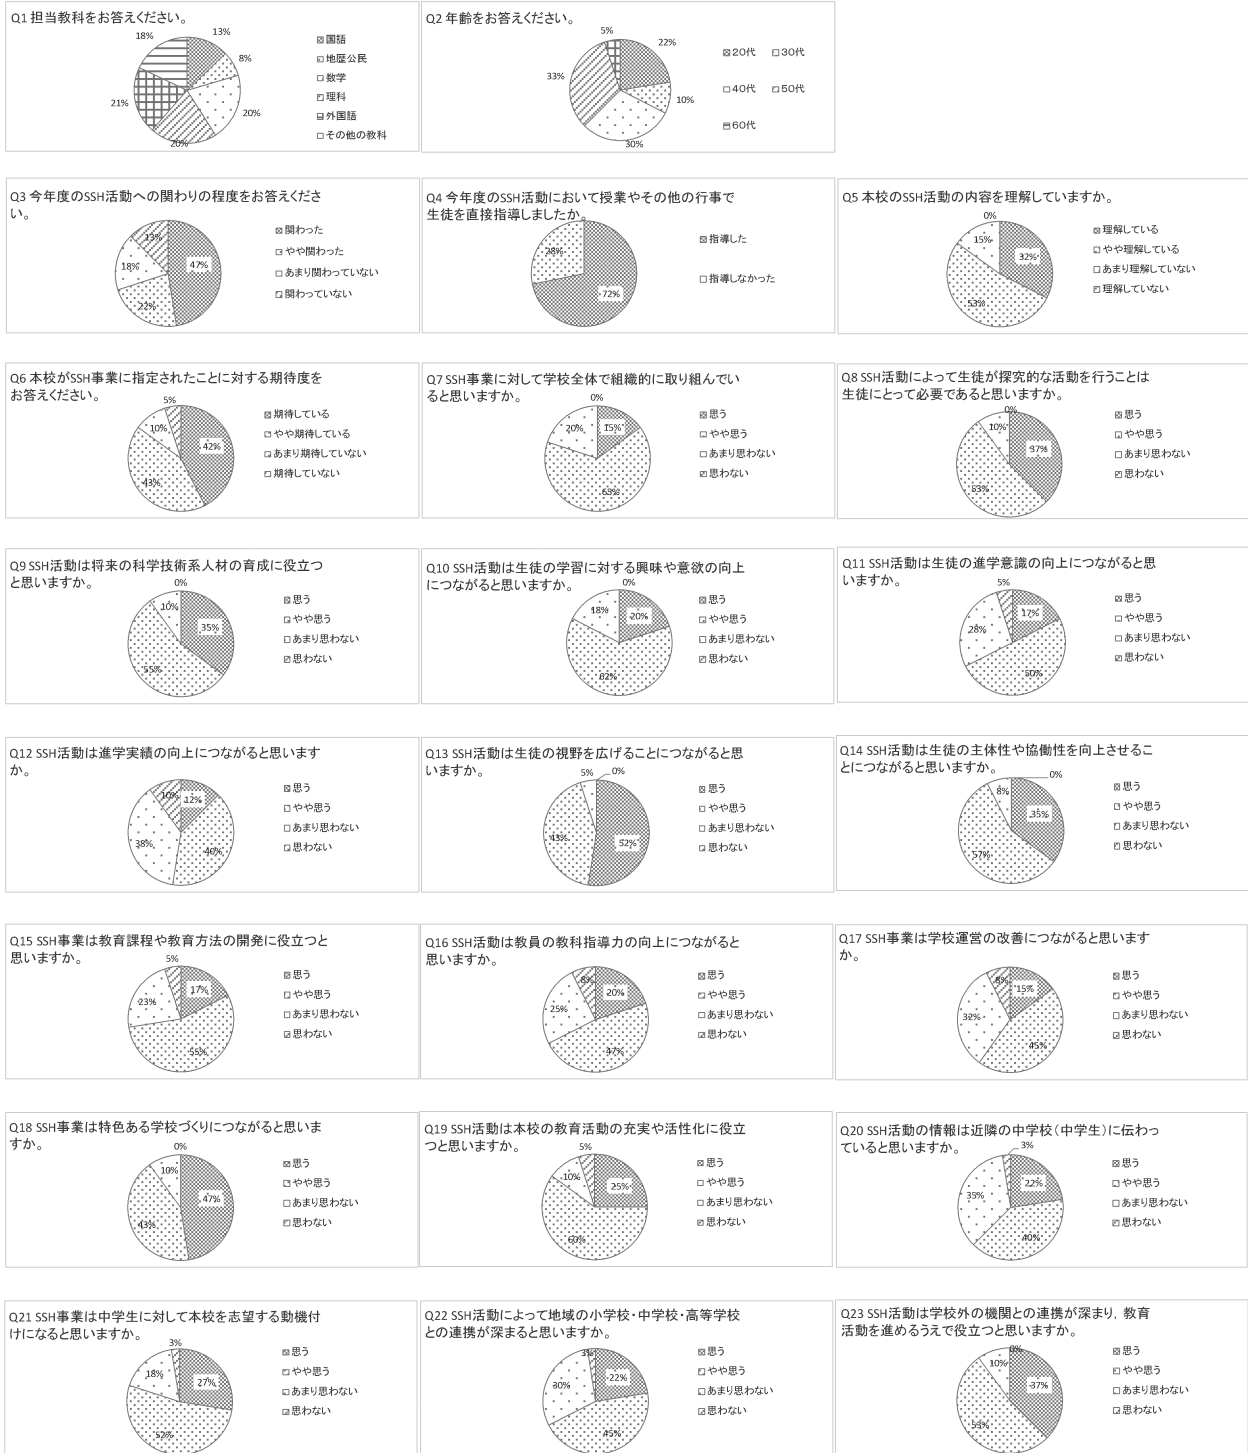 Q1 担当教科をお答えください。
13%
8%
20%
20%
21%
18%
国語
地歴公民
数学
理科
外国語
その他の教科
Q2 年齢をお答えください。
22%
10%
30%
33%
5%
20代 30代
40代 50代
60代
Q3 今年度のSSH活動への関わりの程度をお答えくださ
い。
47%
22%
18%
13%
関わった
やや関わった
あまり関わっていない
関わっていない
Q4 今年度のSSH活動において授業やその他の行事で
生徒を直接指導しましたか。
72%
28%
指導した
指導しなかった
Q5 本校のSSH活動の内容を理解していますか。
0%
32%
53%
15%
理解している
やや理解している
あまり理解していない
理解していない
Q6 本校がSSH事業に指定されたことに対する期待度を
お答えください。
5%
42%
43%
10%
期待している
やや期待している
あまり期待していない
期待していない
Q7 SSH事業に対して学校全体で組織的に取り組んでい
ると思いますか。
0%
15%
65%
20%
思う
やや思う
あまり思わない
思わない
Q8 SSH活動によって生徒が探究的な活動を行うことは
生徒にとって必要であると思いますか。
0%
37%
53%
10%
思う
やや思う
あまり思わない
思わない
Q9 SSH活動は将来の科学技術系人材の育成に役立つ
と思いますか。
0%
35%
55%
10%
思う
やや思う
あまり思わない
思わない
Q10 SSH活動は生徒の学習に対する興味や意欲の向上
につながると思いますか。
0%
20%
62%
18%
思う
やや思う
あまり思わない
思わない
Q11 SSH活動は生徒の進学意識の向上につながると思
いますか。
5%
17%
50%
28%
思う
やや思う
あまり思わない
思わない
Q12 SSH活動は進学実績の向上につながると思います
か。
12%
40%
38%
10%
思う
やや思う
あまり思わない
思わない
Q13 SSH活動は生徒の視野を広げることにつながると思
いますか。
0%
5%
52%
43%
思う
やや思う
あまり思わない
思わない
Q14 SSH活動は生徒の主体性や協働性を向上させるこ
とにつながると思いますか。
0%
8%
35%
57%
思う
やや思う
あまり思わない
思わない
Q15 SSH事業は教育課程や教育方法の開発に役立つと
思いますか。
5%
17%
55%
23%
思う
やや思う
あまり思わない
思わない
Q16 SSH活動は教員の教科指導力の向上につながると
思いますか。
8%
20%
47%
25%
思う
やや思う
あまり思わない
思わない
Q17 SSH事業は学校運営の改善につながると思います
か。
8%
15%
45%
32%
思う
やや思う
あまり思わない
思わない
Q18 SSH事業は特色ある学校づくりにつながると思いま
すか。
0%
47%
43%
10%
思う
やや思う
あまり思わない
思わない
Q19 SSH活動は本校の教育活動の充実や活性化に役立
つと思いますか。
5%
25%
60%
10%
思う
やや思う
あまり思わない
思わない
Q20 SSH活動の情報は近隣の中学校(中学生)に伝わっ
ていると思いますか。
3%
22%
40%
35%
思う
やや思う
あまり思わない
思わない
Q21 SSH事業は中学生に対して本校を志望する動機付
けになると思いますか。
3%
27%
52%
18%
思う
やや思う
あまり思わない
思わない
Q22 SSH活動によって地域の小学校・中学校・高等学校
との連携が深まると思いますか。
3%
22%
45%
30%
思う
やや思う
あまり思わない
思わない
Q23 SSH活動は学校外の機関との連携が深まり,教育
活動を進めるうえで役立つと思いますか。
0%
37%
53%
10%
思う
やや思う
あまり思わない
思わない